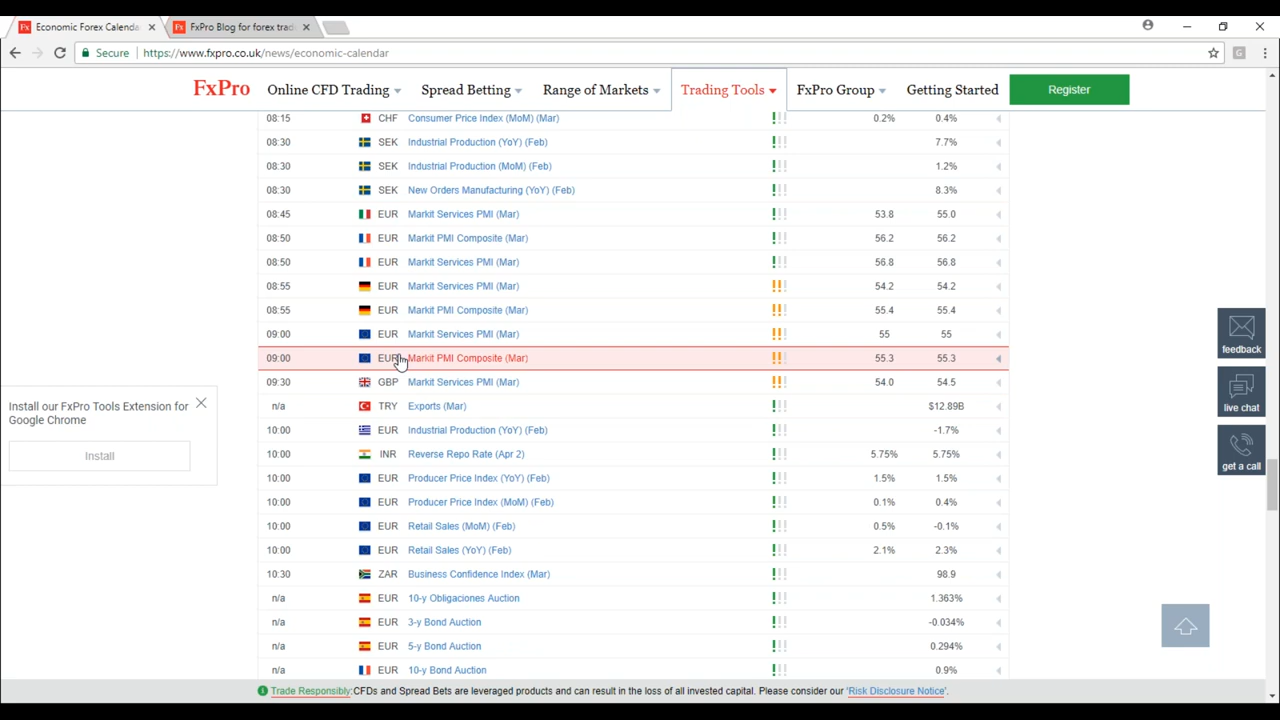 Economic Forex Calenda
FxPro Blog for forex trad
Secure https://www.fxpro.co.uk/news/economic-calendar
FxPro Online CFD Trading Spread Betting Range of Markets Trading Tools FxPro Group Getting Started Register
08:15 CHF Consumer Price Index (MoM) (Mar) 0.2% 0.4%
08:30 SEK Industrial Production (YoY) (Feb) 7.7%
08:30 SEK Industrial Production (MoM) (Feb) 1.2%
08:30 SEK New Orders Manufacturing (YoY) (Feb) 8.3%
08:45 EUR Markit Services PMI (Mar) 53.8 55.0
08:50 EUR Markit PMI Composite (Mar) 56.2 56.2
08:50 EUR Markit Services PMI (Mar) 56.8 56.8
08:55 EUR Markit Services PMI (Mar) 54.2 54.2
08:55 EUR Markit PMI Composite (Mar) 55.4 55.4
09:00 EUR Markit Services PMI (Mar) 55 55
09:00 EUR Markit PMI Composite (Mar) 55.3 55.3
09:30 GBP Markit Services PMI (Mar) 54.0 54.5
n/a TRY Exports (Mar) $12.89B
10:00 EUR Industrial Production (YoY) (Feb) -1.7%
10:00 INR Reverse Repo Rate (Apr 2) 5.75% 5.75%
10:00 EUR Producer Price Index (YoY) (Feb) 1.5% 1.5%
10:00 EUR Producer Price Index (MoM) (Feb) 0.1% 0.4%
10:00 EUR Retail Sales (MoM) (Feb) 0.5% -0.1%
10:00 EUR Retail Sales (YoY) (Feb) 2.1% 2.3%
10:30 ZAR Business Confidence Index (Mar) 98.9
n/a EUR 10-y Obligaciones Auction 1.363%
n/a EUR 3-y Bond Auction -0.034%
n/a EUR 5-y Bond Auction 0.294%
n/a EUR 10-y Bond Auction 0.9%
Install our FxPro Tools Extension for
Google Chrome
Install
feedback
live chat
get a call
Trade Responsibly: CFDs and Spread Bets are leveraged products and can result in the loss of all invested capital. Please consider our 'Risk Disclosure Notice'.